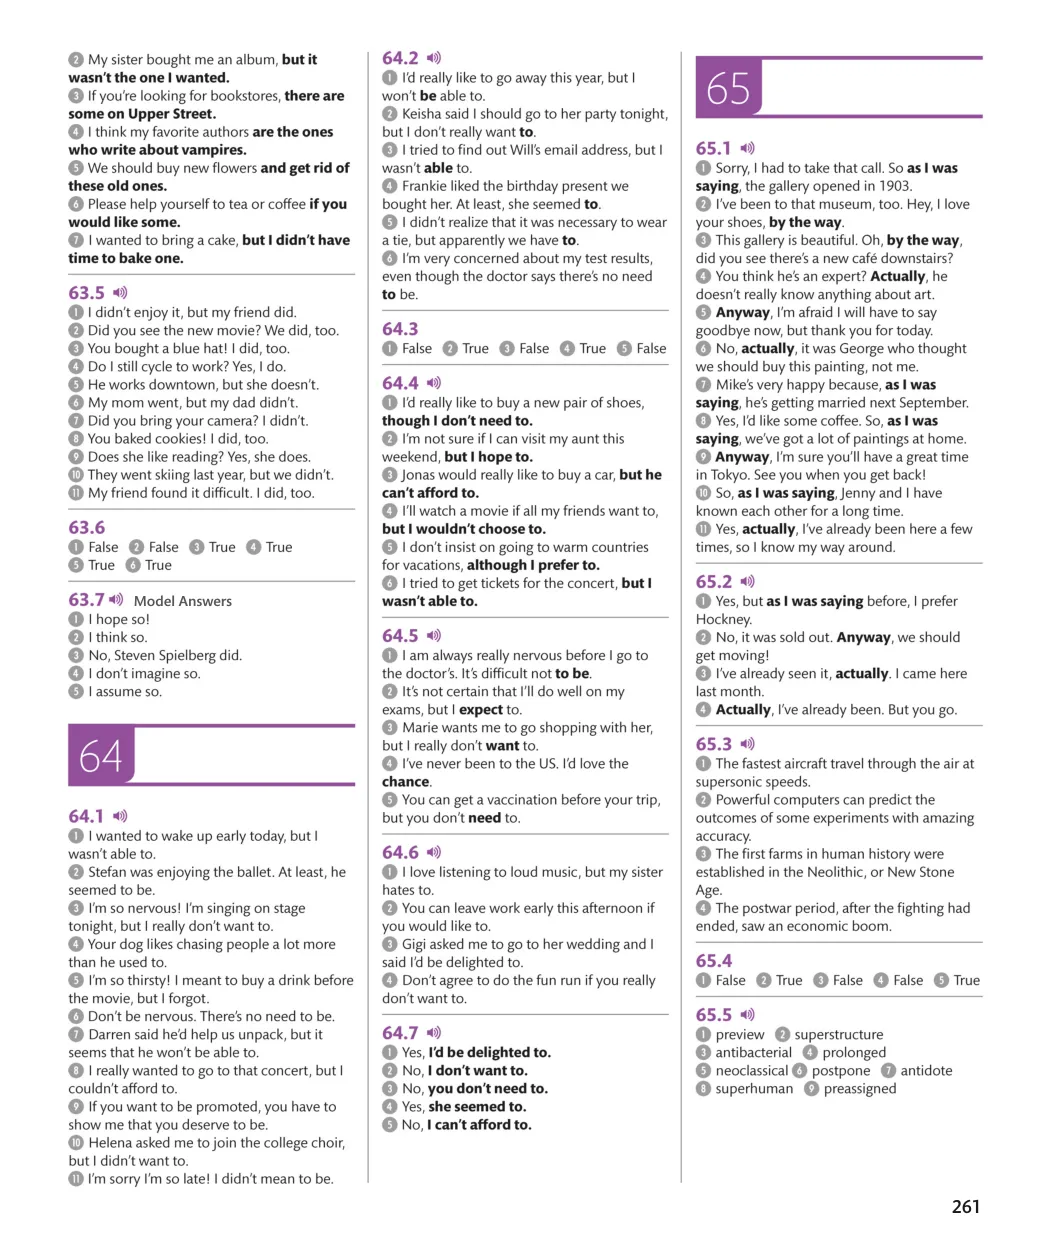 2 My sister bought me an album, but it
wasn't the one I wanted.
3 If you're looking for bookstores, there are
some on Upper Street.
4 I think my favorite authors are the ones
who write about vampires.
5 We should buy new flowers and get rid of
these old ones.
6 Please help yourself to tea or coffee if you
would like some.
7 I wanted to bring a cake, but I didn't have
time to bake one.
63.5
1 I didn't enjoy it, but my friend did.
2 Did you see the new movie? We did, too.
3 You bought a blue hat! I did, too.
4 Do I still cycle to work? Yes, I do.
5 He works downtown, but she doesn't.
6 My mom went, but my dad didn't.
7 Did you bring your camera? I didn't.
8 You baked cookies! I did, too.
9 Does she like reading? Yes, she does.
10 They went skiing last year, but we didn't.
11 My friend found it difficult. I did, too.
63.6
1 False 2 False 3 True 4 True
5 True 6 True
63.7 Model Answers
1 I hope so!
2 I think so.
3 No, Steven Spielberg did.
4 I don't imagine so.
5 I assume so.
64
64.1
1 I wanted to wake up early today, but I
wasn't able to.
2 Stefan was enjoying the ballet. At least, he
seemed to be.
3 I'm so nervous! I'm singing on stage
tonight, but I really don't want to.
4 Your dog likes chasing people a lot more
than he used to.
5 I'm so thirsty! I meant to buy a drink before
the movie, but I forgot.
6 Don't be nervous. There's no need to be.
7 Darren said he'd help us unpack, but it
seems that he won't be able to.
8 I really wanted to go to that concert, but I
couldn't afford to.
9 If you want to be promoted, you have to
show me that you deserve to be.
10 Helena asked me to join the college choir,
but I didn't want to.
11 I'm sorry I'm so late! I didn't mean to be.
64.2
1 I'd really like to go away this year, but I
won't be able to.
2 Keisha said I should go to her party tonight,
but I don't really want to.
3 I tried to find out Will's email address, but I
wasn't able to.
4 Frankie liked the birthday present we
bought her. At least, she seemed to.
5 I didn't realize that it was necessary to wear
a tie, but apparently we have to.
6 I'm very concerned about my test results,
even though the doctor says there's no need
to be.
64.3
1 False 2 True 3 False 4 True 5 False
64.4
1 I'd really like to buy a new pair of shoes,
though I don't need to.
2 I'm not sure if I can visit my aunt this
weekend, but I hope to.
3 Jonas would really like to buy a car, but he
can't afford to.
4 I'll watch a movie if all my friends want to,
but I wouldn't choose to.
5 I don't insist on going to warm countries
for vacations, although I prefer to.
6 I tried to get tickets for the concert, but I
wasn't able to.
64.5
1 I am always really nervous before I go to
the doctor's. It's difficult not to be.
2 It's not certain that I'll do well on my
exams, but I expect to.
3 Marie wants me to go shopping with her,
but I really don't want to.
4 I've never been to the US. I'd love the
chance.
5 You can get a vaccination before your trip,
but you don't need to.
64.6
1 I love listening to loud music, but my sister
hates to.
2 You can leave work early this afternoon if
you would like to.
3 Gigi asked me to go to her wedding and I
said I'd be delighted to.
4 Don't agree to do the fun run if you really
don't want to.
64.7
1 Yes, I'd be delighted to.
2 No, I don't want to.
3 No, you don't need to.
4 Yes, she seemed to.
5 No, I can't afford to.
65
65.1
1 Sorry, I had to take that call. So as I was
saying, the gallery opened in 1903.
2 I've been to that museum, too. Hey, I love
your shoes, by the way.
3 This gallery is beautiful. Oh, by the way,
did you see there's a new café downstairs?
4 You think he's an expert? Actually, he
doesn't really know anything about art.
5 Anyway, I'm afraid I will have to say
goodbye now, but thank you for today.
6 No, actually, it was George who thought
we should buy this painting, not me.
7 Mike's very happy because, as I was
saying, he's getting married next September.
8 Yes, I'd like some coffee. So, as I was
saying, we've got a lot of paintings at home.
9 Anyway, I'm sure you'll have a great time
in Tokyo. See you when you get back!
10 So, as I was saying, Jenny and I have
known each other for a long time.
11 Yes, actually, I've already been here a few
times, so I know my way around.
65.2
1 Yes, but as I was saying before, I prefer
Hockney.
2 No, it was sold out. Anyway, we should
get moving!
3 I've already seen it, actually. I came here
last month.
4 Actually, I've already been. But you go.
65.3
1 The fastest aircraft travel through the air at
supersonic speeds.
2 Powerful computers can predict the
outcomes of some experiments with amazing
accuracy.
3 The first farms in human history were
established in the Neolithic, or New Stone
Age.
4 The postwar period, after the fighting had
ended, saw an economic boom.
65.4
1 False 2 True 3 False 4 False 5 True
65.5
1 preview 2 superstructure
3 antibacterial 4 prolonged
5 neoclassical 6 postpone 7 antidote
8 superhuman 9 preassigned
261